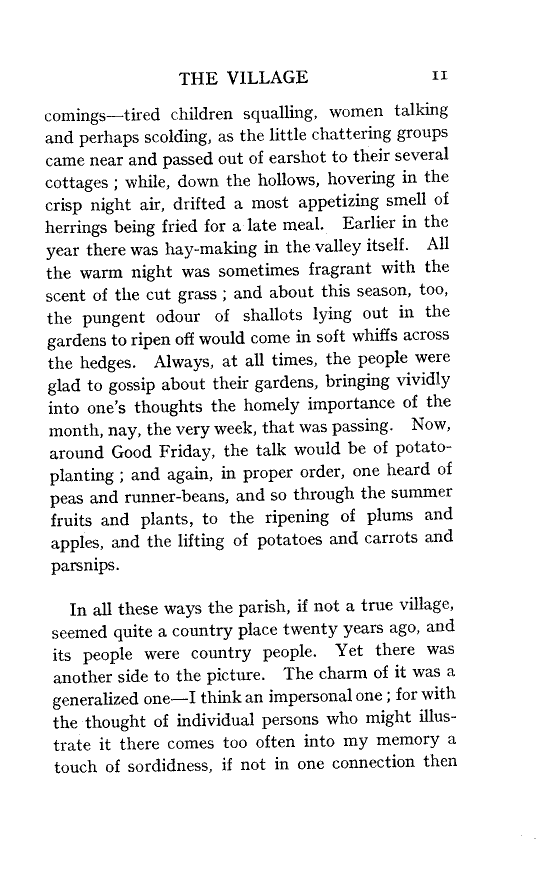 THE VILLAGE 11
comings—tired children squalling, women talking
and perhaps scolding, as the little chattering groups
came near and passed out of earshot to their several
cottages ; while, down the hollows, hovering in the
crisp night air, drifted a most appetizing smell of
herrings being fried for a late meal. Earlier in the
year there was hay-making in the valley itself. All
the warm night was sometimes fragrant with the
scent of the cut grass ; and about this season, too,
the pungent odour of shallots lying out in the
gardens to ripen off would come in soft whiffs across
the hedges. Always, at all times, the people were
glad to gossip about their gardens, bringing vividly
into one's thoughts the homely importance of the
month, nay, the very week, that was passing. Now,
around Good Friday, the talk would be of potato-
planting ; and again, in proper order, one heard of
peas and runner-beans, and so through the summer
fruits and plants, to the ripening of plums and
apples, and the lifting of potatoes and carrots and
parsnips.
In all these ways the parish, if not a true village,
seemed quite a country place twenty years ago, and
its people were country people. Yet there was
another side to the picture. The charm of it was a
generalized one—I think an impersonal one ; for with
the thought of individual persons who might illus-
trate it there comes too often into my memory a
touch of sordidness, if not in one connection then